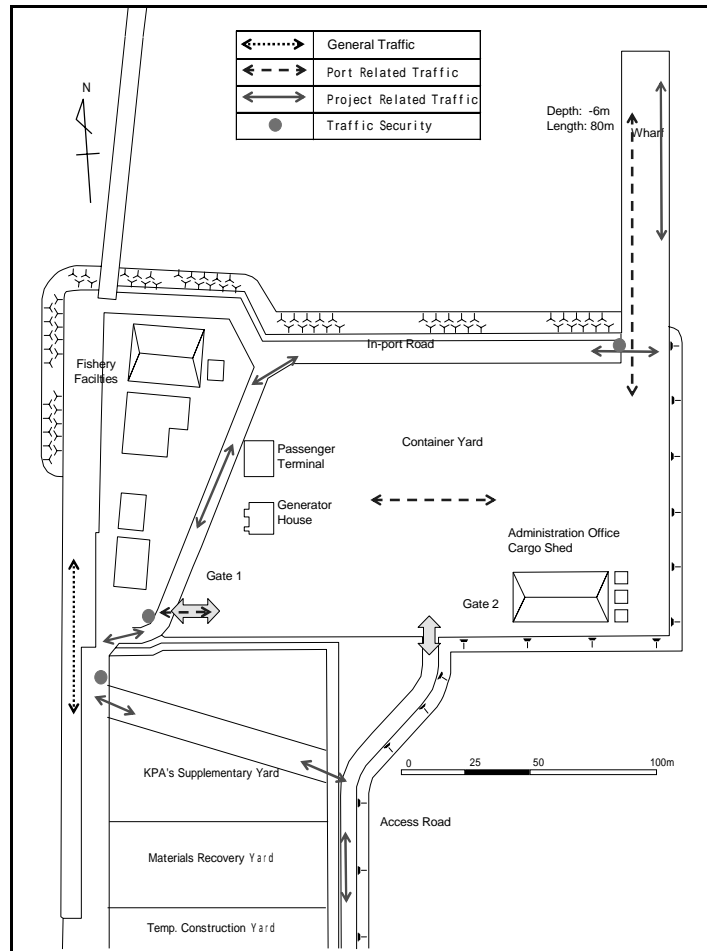 General Traffic
Port Related Traffic
Project Related Traffic
Traffic Security
N
Depth: -6m
Length: 80m
Wharf
In-port Road
Fishery
Facilties
Passenger
Terminal
Container Yard
Generator
House
Administration Office
Cargo Shed
Gate 1
Gate 2
0 25 50 100m
KPA's Supplementary Yard
Access Road
Materials Recovery Yard
Temp. Construction Yard